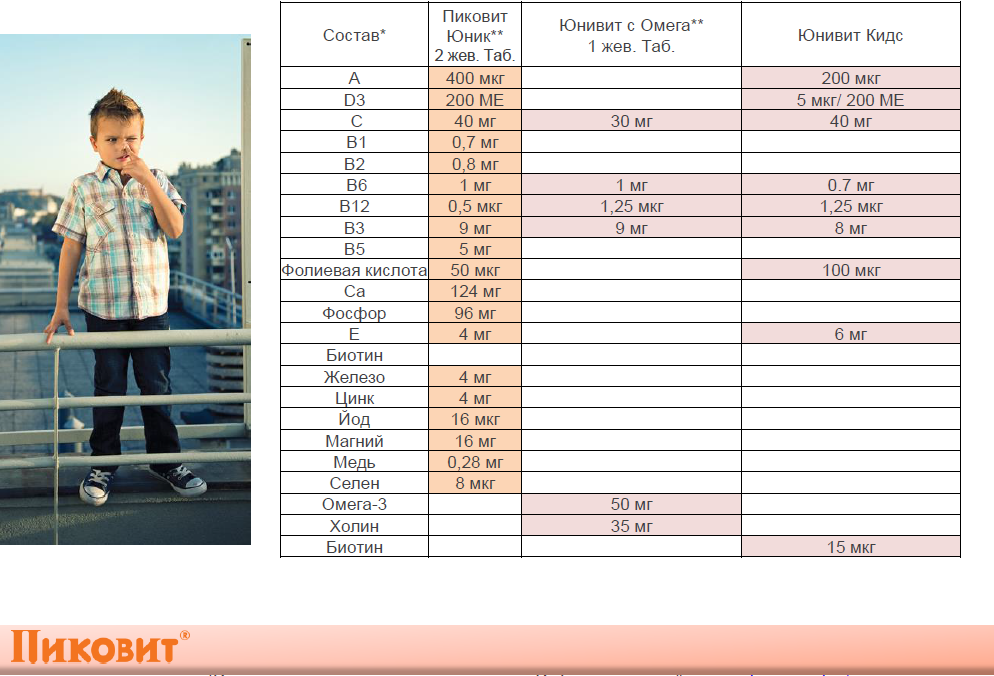 Состав*
Пиковит
Юник**
2 жев. Таб.
Юнивит с Омега**
1 жев. Таб.
Юнивит Кидс
A 400 мкг 200 мкг
D3 200 МЕ 5 мкг/ 200 МЕ
C 40 мг 30 мг 40 мг
B1 0,7 мг
B2 0,8 мг
B6 1 мг 1 мг 0.7 мг
B12 0,5 мкг 1,25 мкг 1,25 мкг
B3 9 мг 9 мг 8 мг
B5 5 мг
Фолиевая кислота 50 мкг 100 мкг
Ca 124 мг
Фосфор 96 мг
E 4 мг 6 мг
Биотин
Железо 4 мг
Цинк 4 мг
Йод 16 мкг
Магний 16 мг
Медь 0,28 мг
Селен 8 мкг
Омега-3 50 мг
Холин 35 мг
Биотин 15 мкг
Пиковит®